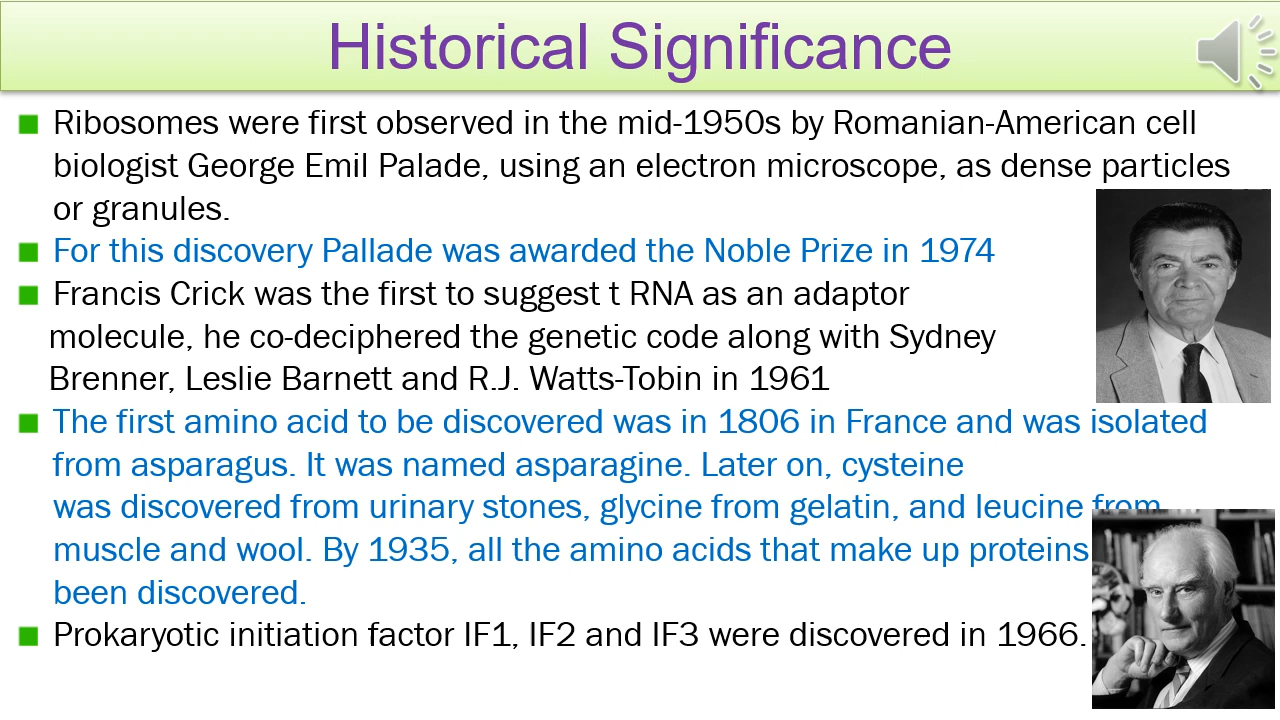 Historical Significance
Ribosomes were first observed in the mid-1950s by Romanian-American cell
biologist George Emil Palade, using an electron microscope, as dense particles
or granules.
For this discovery Pallade was awarded the Noble Prize in 1974
Francis Crick was the first to suggest t RNA as an adaptor
molecule, he co-deciphered the genetic code along with Sydney
Brenner, Leslie Barnett and R.J. Watts-Tobin in 1961
The first amino acid to be discovered was in 1806 in France and was isolated
from asparagus. It was named asparagine. Later on, cysteine
was discovered from urinary stones, glycine from gelatin, and leucine from
muscle and wool. By 1935, all the amino acids that make up proteins
been discovered.
Prokaryotic initiation factor IF1, IF2 and IF3 were discovered in 1966.